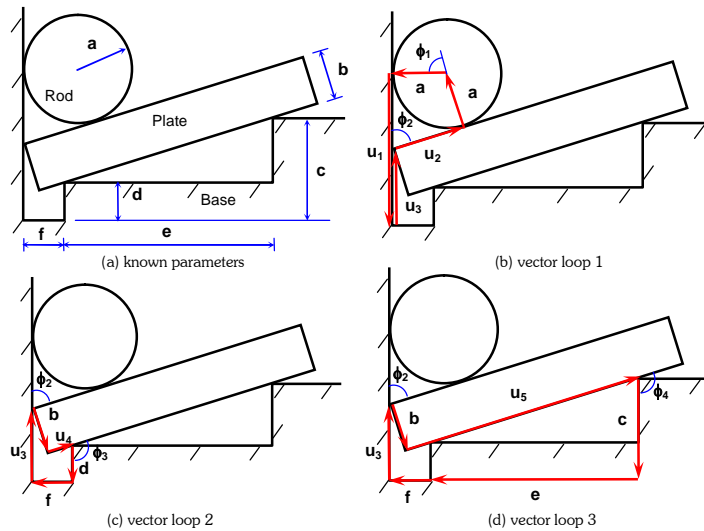 a
b
Rod
Plate
c
d
Base
f
e
(a) known parameters
ϕ1
a
a
ϕ2
u1
u2
u3
(b) vector loop 1
ϕ2
b
u3
u4
ϕ3
d
f
(c) vector loop 2
ϕ2
u5
b
ϕ4
c
u3
f
e
(d) vector loop 3